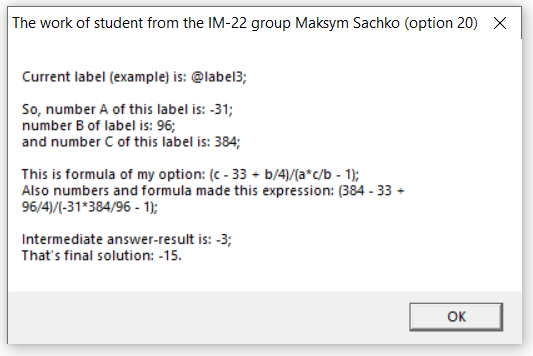 The work of student from the IM-22 group Maksym Sachko (option 20)
Current label (example) is: @label3;
So, number A of this label is: -31;
number B of label is: 96;
and number C of this label is: 384;
This is formula of my option: (c - 33 + b/4)/(a*c/b - 1);
Also numbers and formula made this expression: (384 - 33 +
96/4)/(-31*384/96 - 1);
Intermediate answer-result is: -3;
That's final solution: -15.
OK